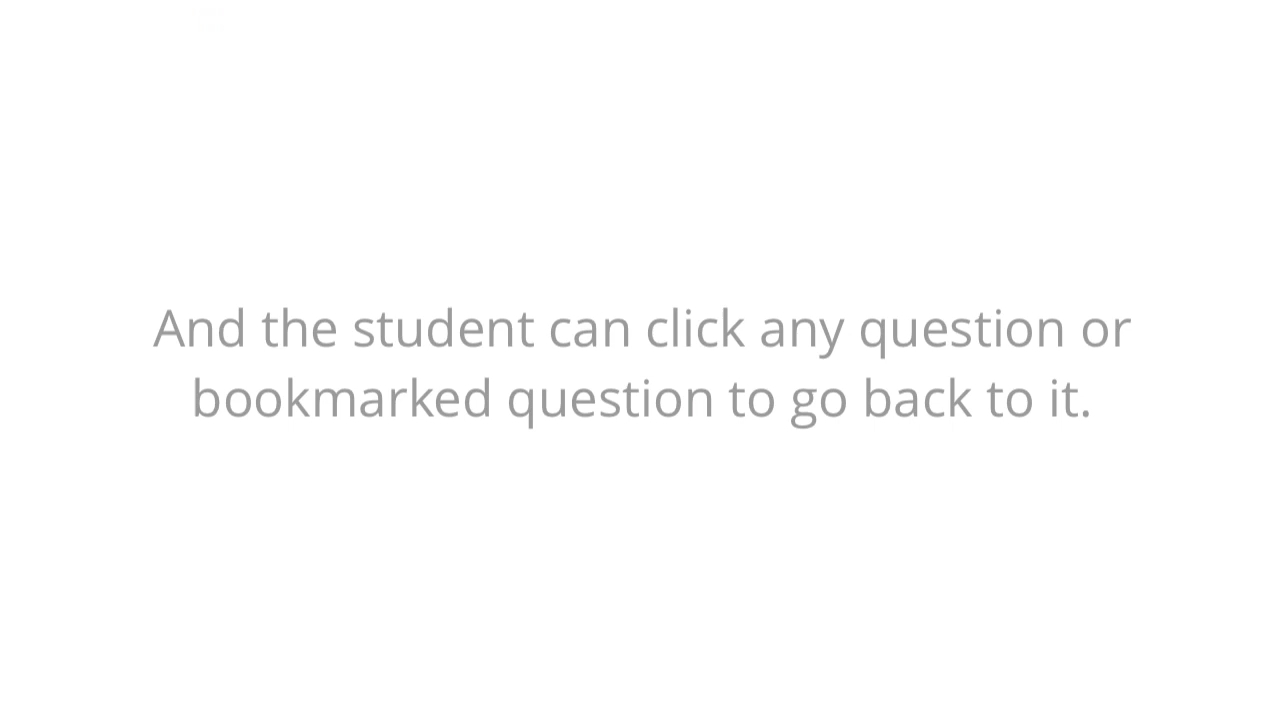 And the student can click any question or
bookmarked question to go back to it.